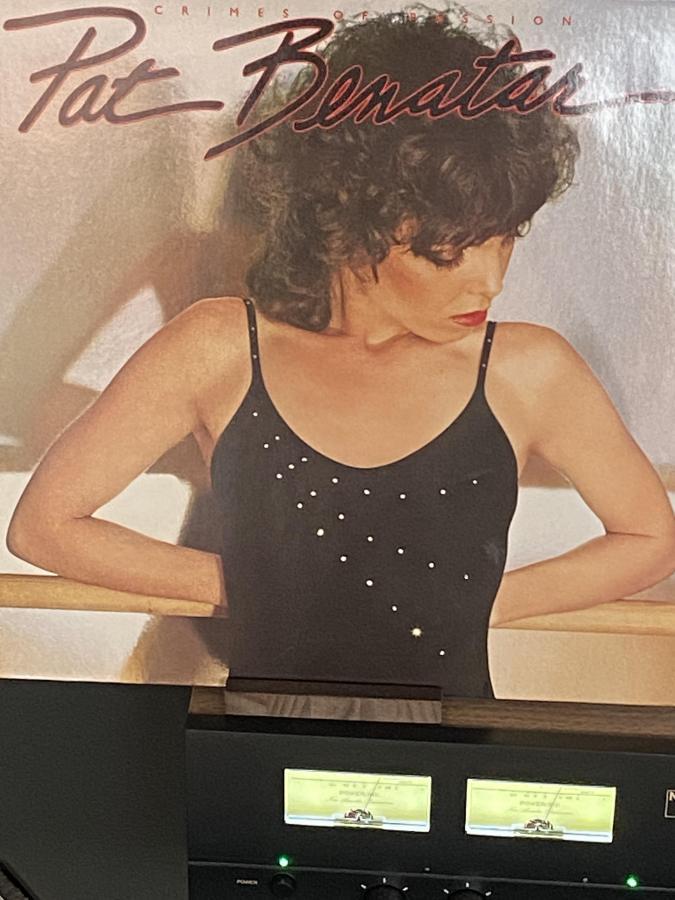 CRIMES OF PASSION
Pat Benatar
POWER